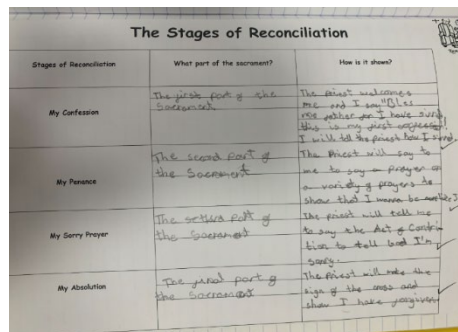 The Stages of Reconciliation
Stages of Reconciliation
What part of the sacrament?
How is it shown?
My Confession
The first part of the
Sacrament
The Priest welcomes
me and I say "Bles
me father for I have sined,
this is my first
I will tell the priest how I sined.
My Penance
The second part of
the Sacrament
The Priest will say to
me to say a prayer or
a variety of prayers to
show that I wanna be
My Sorry Prayer
The part of
the Sacrament
The priest will tell me
to say the Act of Contri
tion to tell God I'm
sorry.
My Absolution
The final part of
the Sacrament
The Priest will make the
sign of the cross and
show I have forgiven